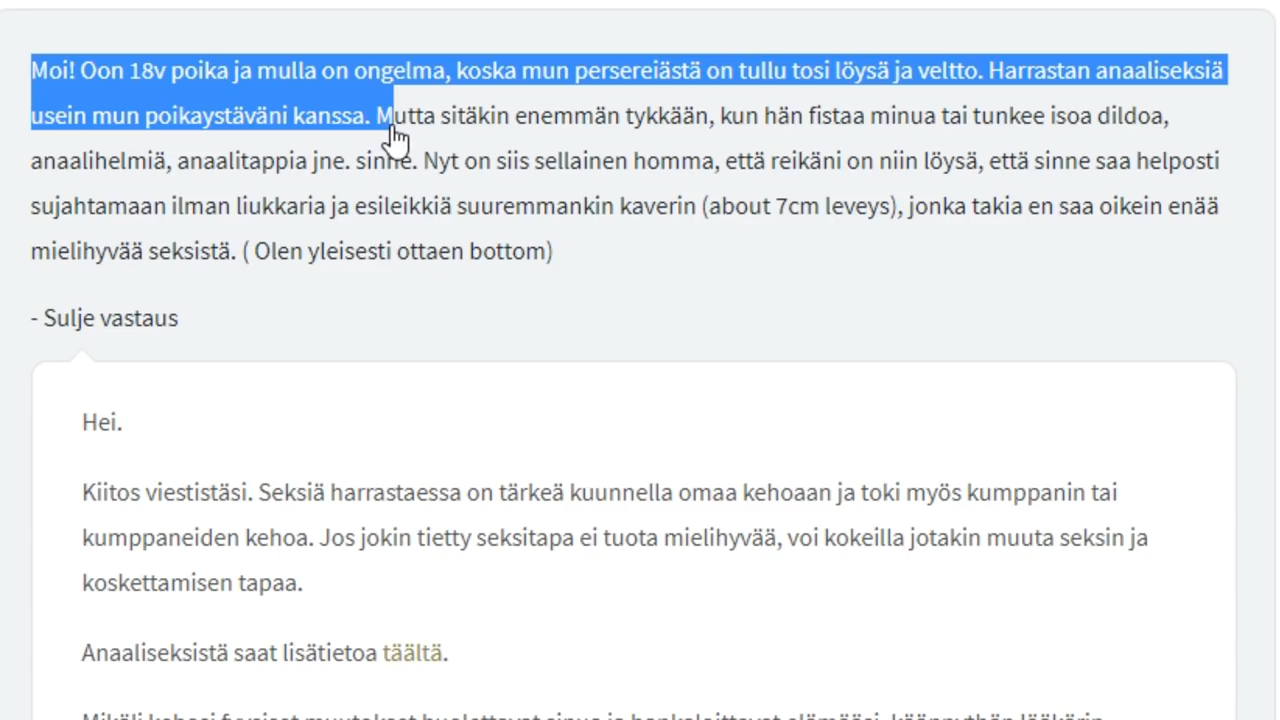 Moi! Oon 18v poika ja mulla on ongelma, koska mun persereiästä on tullu tosi löysä ja veltto. Harrastan anaaliseksiä
usein mun poikaystäväni kanssa. Mutta sitäkin enemmän tykkään, kun hän fistaa minua tai tunkee isoa dildoa,
anaalihelmiä, anaalitappia jne. sinne. Nyt on siis sellainen homma, että reikäni on niin löysä, että sinne saa helposti
sujahtamaan ilman liukkaria ja esileikkiä suuremmankin kaverin (about 7cm leveys), jonka takia en saa oikein enää
mielihyvää seksistä. ( Olen yleisesti ottaen bottom)
- Sulje vastaus
Hei.
Kiitos viestistäsi. Seksiä harrastaessa on tärkeä kuunnella omaa kehoaan ja toki myös kumppanin tai
kumppaneiden kehoa. Jos jokin tietty seksitapa ei tuota mielihyvää, voi kokeilla jotakin muuta seksin ja
koskettamisen tapaa.
Anaaliseksistä saat lisätietoa täältä.